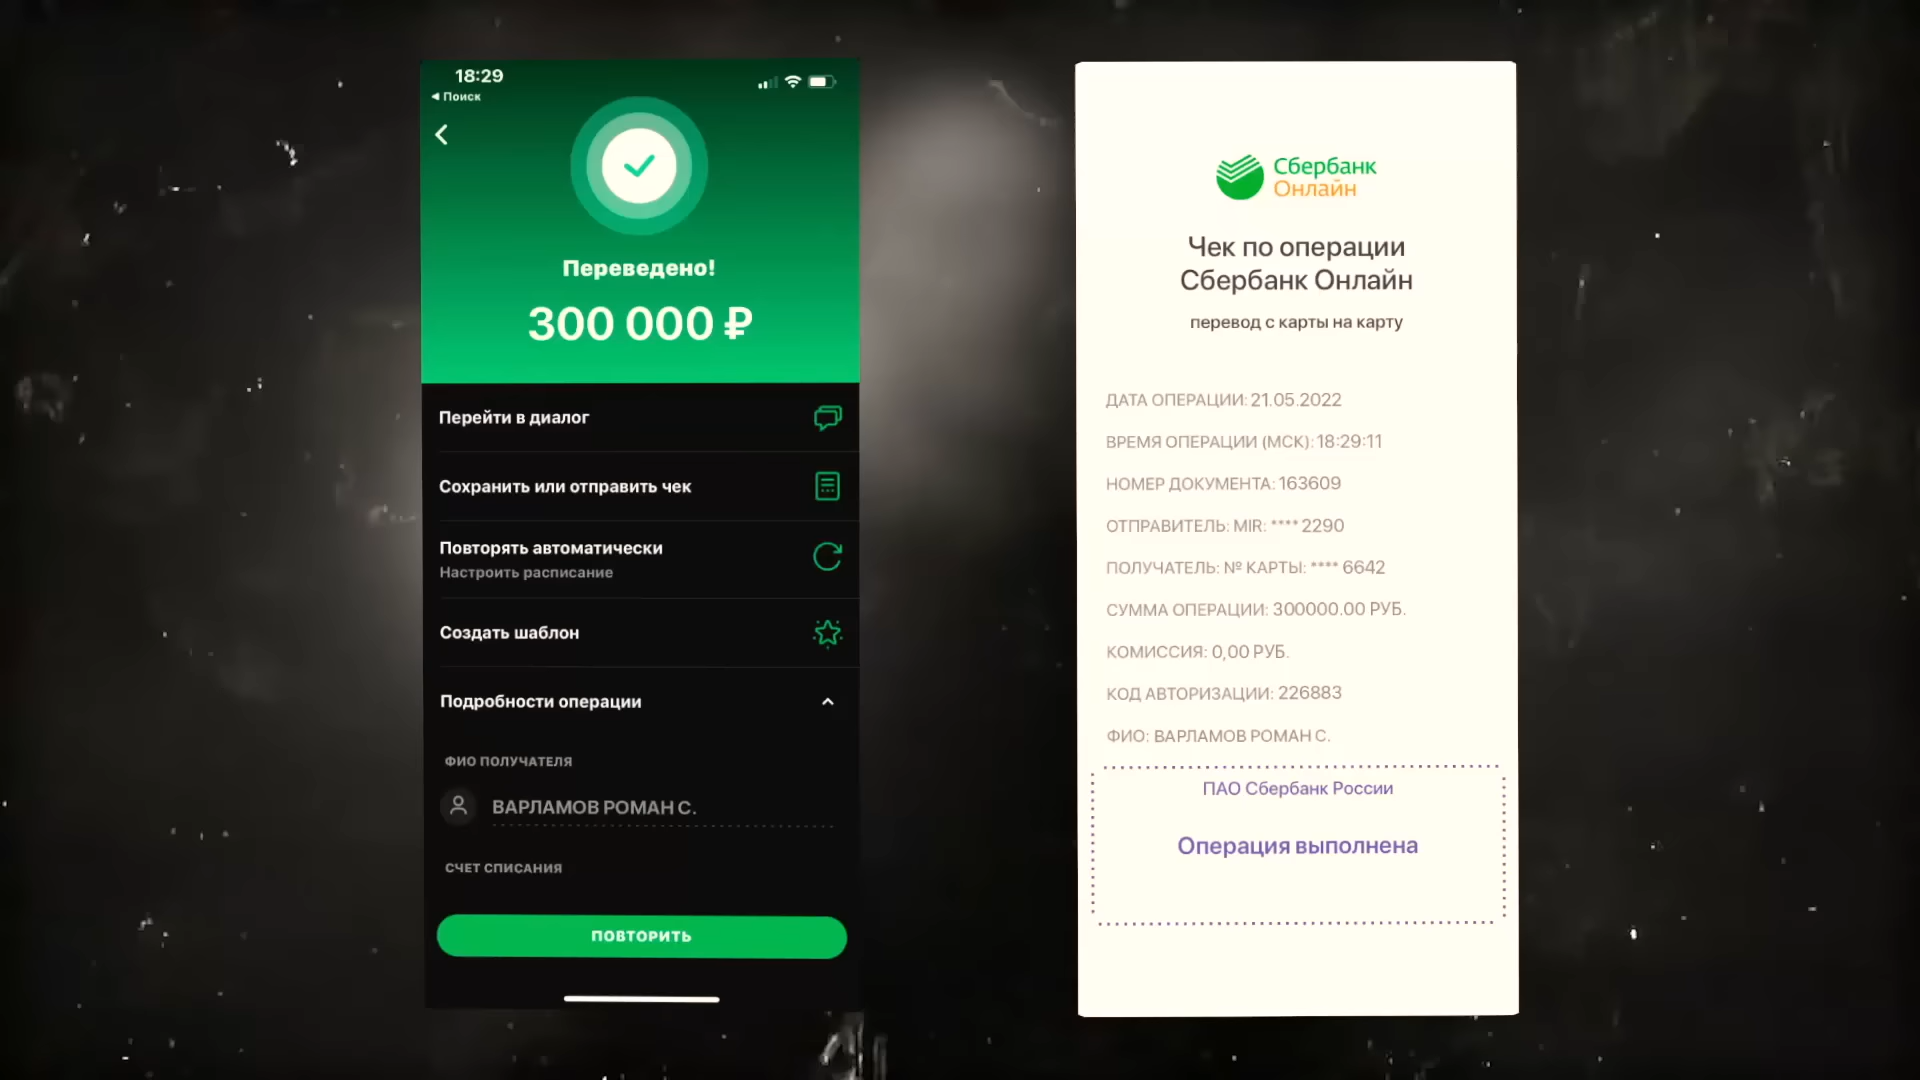 18:29
Поиск
Переведено!
300 000 ₽
Перейти в диалог
Сохранить или отправить чек
Повторять автоматически
Настроить расписание
Создать шаблон
Подробности операции
ФИО ПОЛУЧАТЕЛЯ
ВАРЛАМОВ РОМАН С.
СЧЕТ СПИСАНИЯ
ПОВТОРИТЬ
Сбербанк
Онлайн
Чек по операции
Сбербанк Онлайн
перевод с карты на карту
ДАТА ОПЕРАЦИИ: 21.05.2022
ВРЕМЯ ОПЕРАЦИИ (МСК): 18:29:11
НОМЕР ДОКУМЕНТА: 163609
ОТПРАВИТЕЛЬ: MIR: **** 2290
ПОЛУЧАТЕЛЬ: № КАРТЫ: **** 6642
СУММА ОПЕРАЦИИ: 300000.00 РУБ.
КОМИССИЯ: 0,00 РУБ.
КОД АВТОРИЗАЦИИ: 226883
ФИО: ВАРЛАМОВ РОМАН С.
ПАО Сбербанк России
Операция выполнена